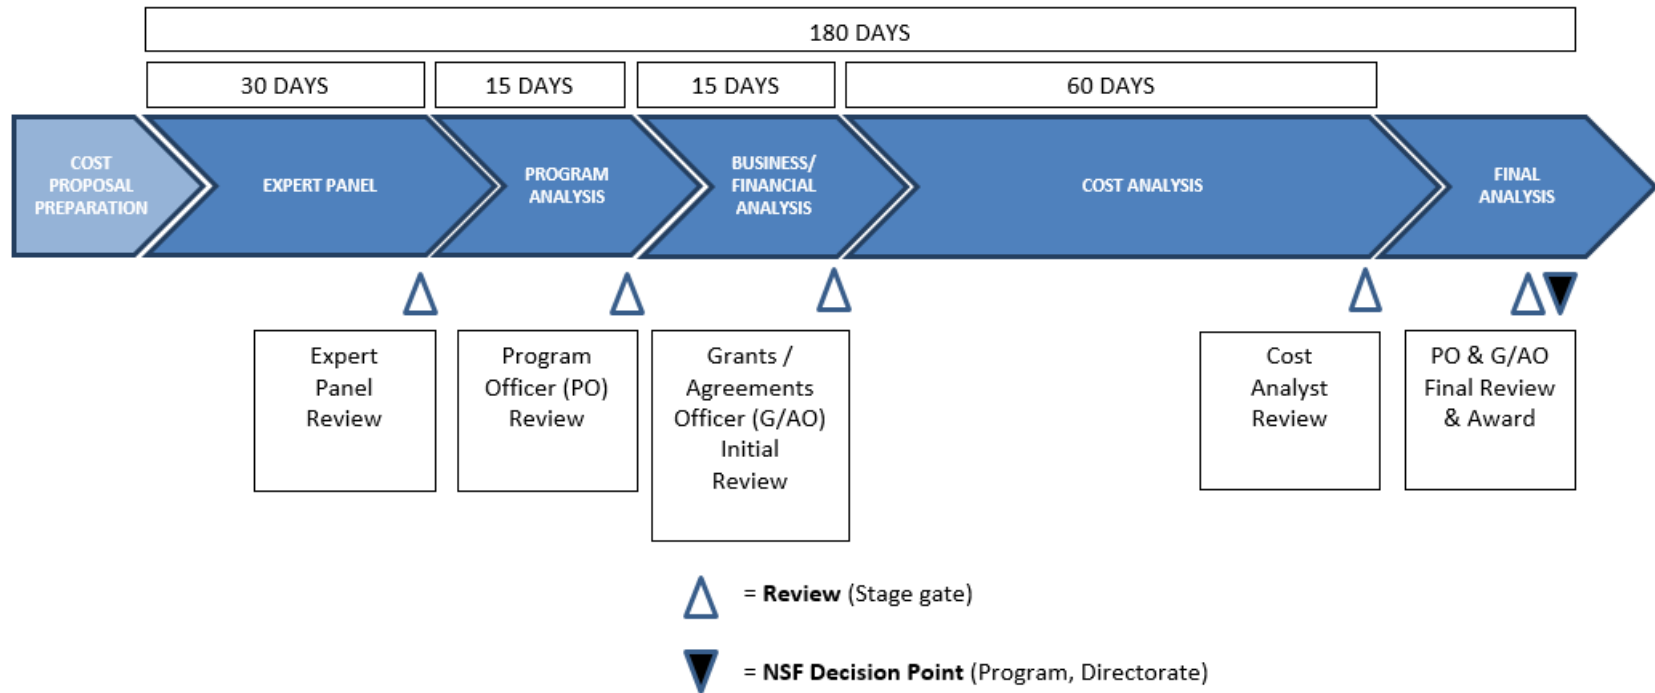 180 DAYS
30 DAYS
15 DAYS
15 DAYS
60 DAYS
COST
PROPOSAL
PREPARATION
EXPERT PANEL
PROGRAM
ANALYSIS
BUSINESS/
FINANCIAL
ANALYSIS
COST ANALYSIS
FINAL
ANALYSIS
Expert
Panel
Review
Program
Officer (PO)
Review
Grants /
Agreements
Officer (G/AO)
Initial
Review
Cost
Analyst
Review
PO & G/AO
Final Review
& Award
= Review (Stage gate)
= NSF Decision Point (Program, Directorate)